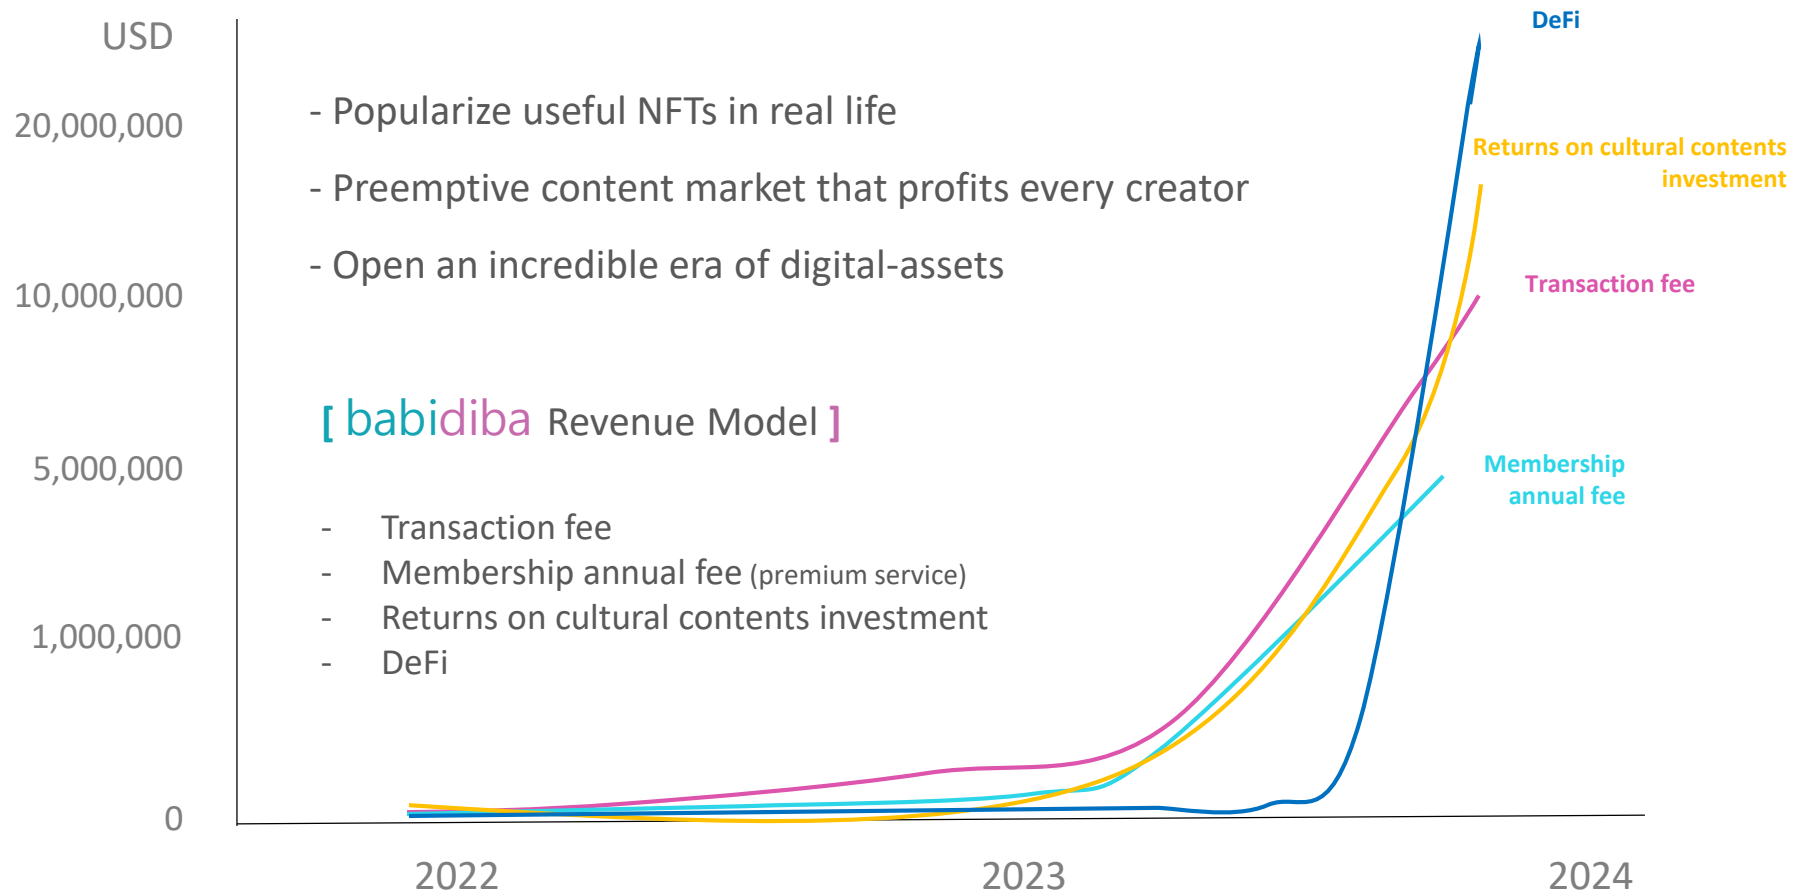 USD
20,000,000
10,000,000
5,000,000
1,000,000
0
- Popularize useful NFTs in real life
- Preemptive content market that profits every creator
- Open an incredible era of digital-assets
[ babidiba Revenue Model ]
- Transaction fee
- Membership annual fee (premium service)
- Returns on cultural contents investment
- DeFi
DeFi
Returns on cultural contents
investment
Transaction fee
Membership
annual fee
2022
2023
2024